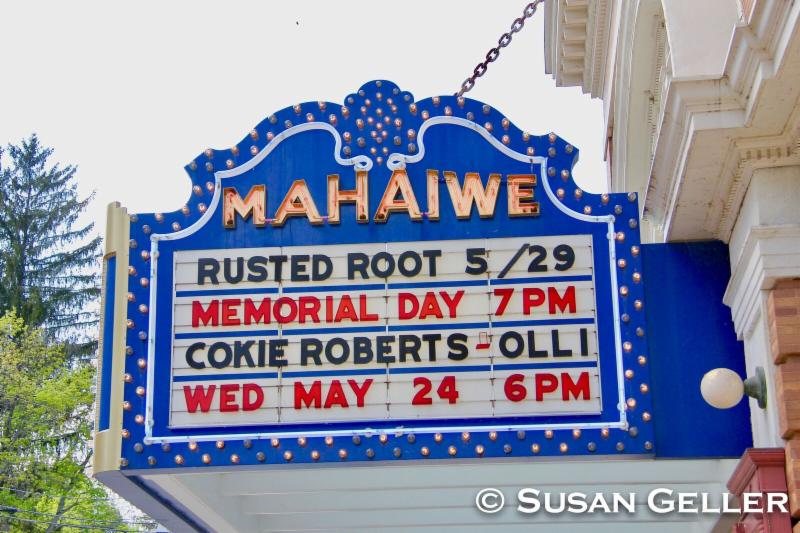 MAHAIWE
RUSTED ROOT 5/29
MEMORIAL DAY 7PM
COKIE ROBERTS-OLLI
WED MAY 24 6PM
© SUSAN GELLER